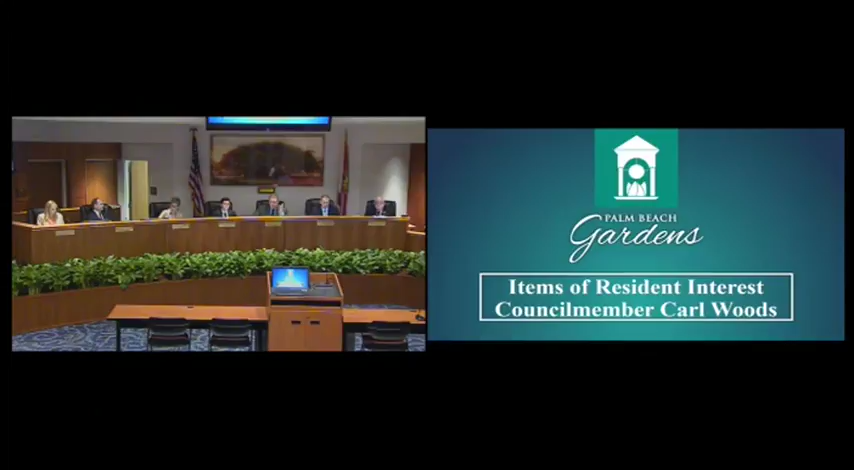 PALM BEACH
Gardens
Items of Resident Interest
Councilmember Carl Woods